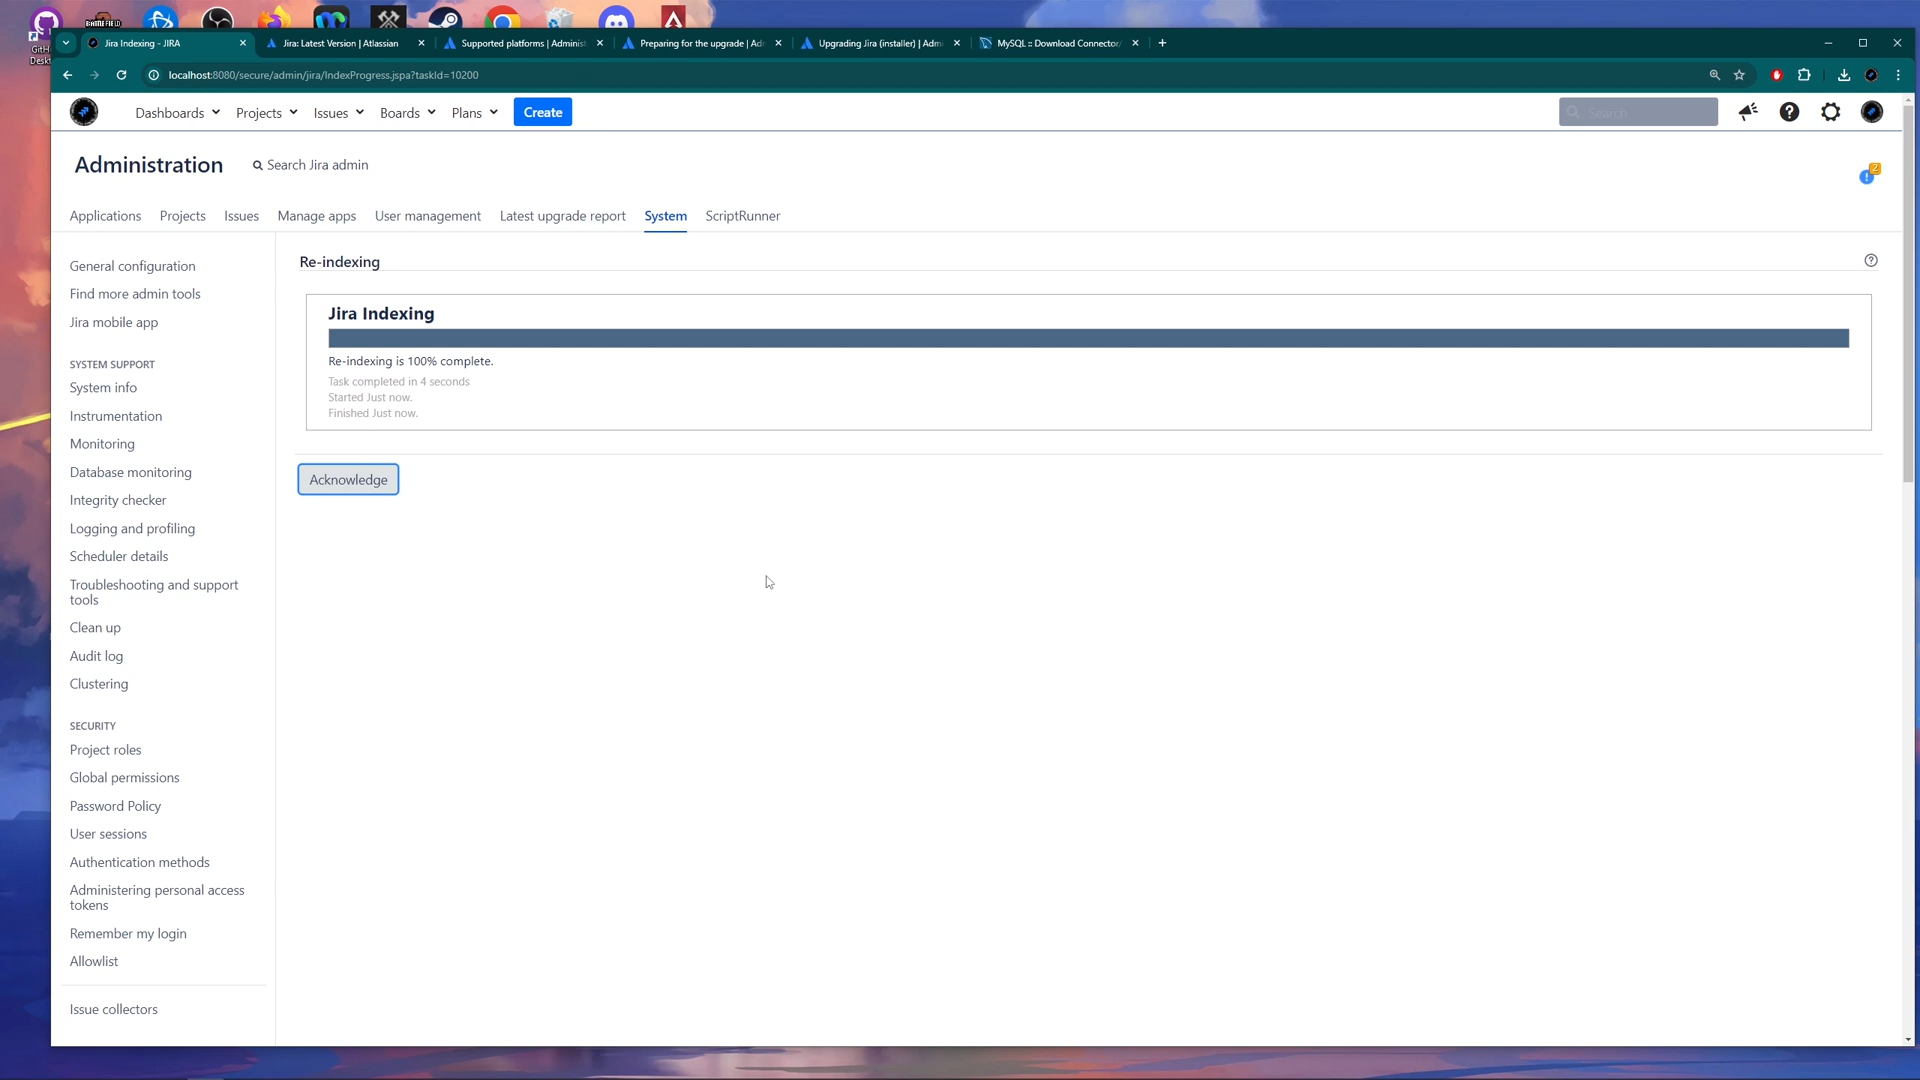 Jira Indexing - JIRA
Jira: Latest Version | Atlassian
Supported platforms | Administ
Preparing for the upgrade | Ad
Upgrading Jira (installer) | Adm
MySQL :: Download Connector/
localhost:8080/secure/admin/jira/IndexProgress.jspa?taskId=10200
Dashboards
Projects
Issues
Boards
Plans
Create
Search
Administration
Search Jira admin
2
Applications
Projects
Issues
Manage apps
User management
Latest upgrade report
System
ScriptRunner
General configuration
Find more admin tools
Jira mobile app
SYSTEM SUPPORT
System info
Instrumentation
Monitoring
Database monitoring
Integrity checker
Logging and profiling
Scheduler details
Troubleshooting and support
tools
Clean up
Audit log
Clustering
SECURITY
Project roles
Global permissions
Password Policy
User sessions
Authentication methods
Administering personal access
tokens
Remember my login
Allowlist
Issue collectors
Re-indexing
Jira Indexing
Re-indexing is 100% complete.
Task completed in 4 seconds
Started Just now.
Finished Just now.
Acknowledge